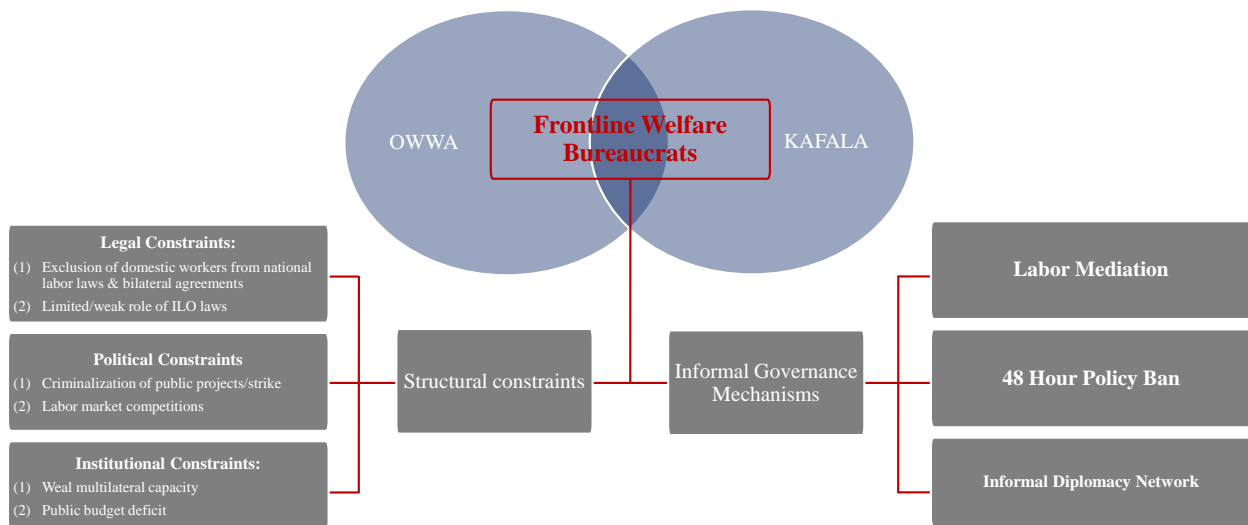 OWWA
Frontline Welfare
Bureaucrats
KAFALA
Legal Constraints:
(1) Exclusion of domestic workers from national
labor laws & bilateral agreements
(2) Limited/weak role of ILO laws
Political Constraints
(1) Criminalization of public projects/strike
(2) Labor market competitions
Institutional Constraints:
(1) Weal multilateral capacity
(2) Public budget deficit
Structural constraints
Informal Governance
Mechanisms
Labor Mediation
48 Hour Policy Ban
Informal Diplomacy Network